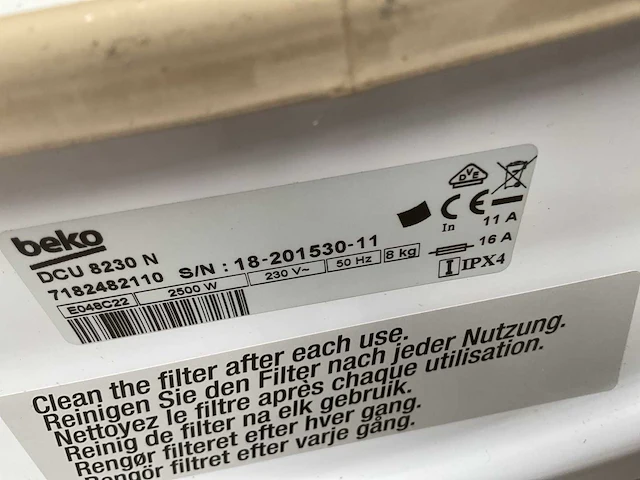 beko
DCU 8230 N
7182482110 S/N : 18-201530-11
E048C22 2500 W 230 V~ 50 Hz 8 kg
DVE
CE
In 11 A
16 A
I IPX4
Clean the filter after each use.
Reinigen Sie den Filter nach jeder Nutzung.
Nettoyez le filtre après chaque utilisation.
Reinig de filter na elk gebruik.
Rengør filteret efter hver gang.
Rengör filtret efter varje gång.